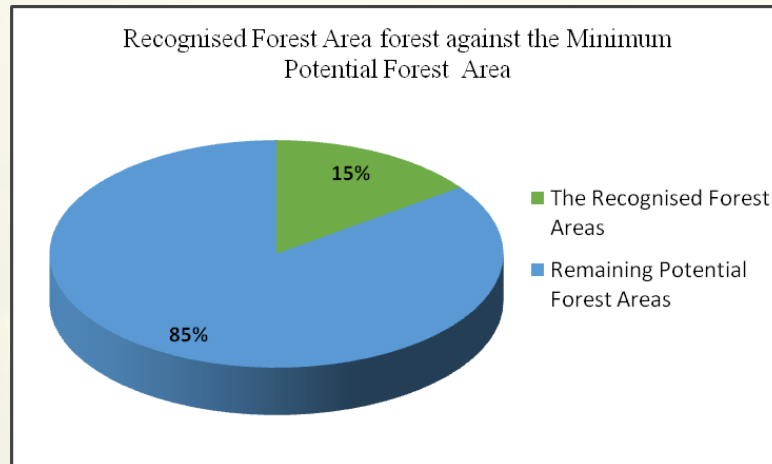 Recognised Forest Area forest against the Minimum
Potential Forest Area
15%
The Recognised Forest
Areas
Remaining Potential
Forest Areas
85%